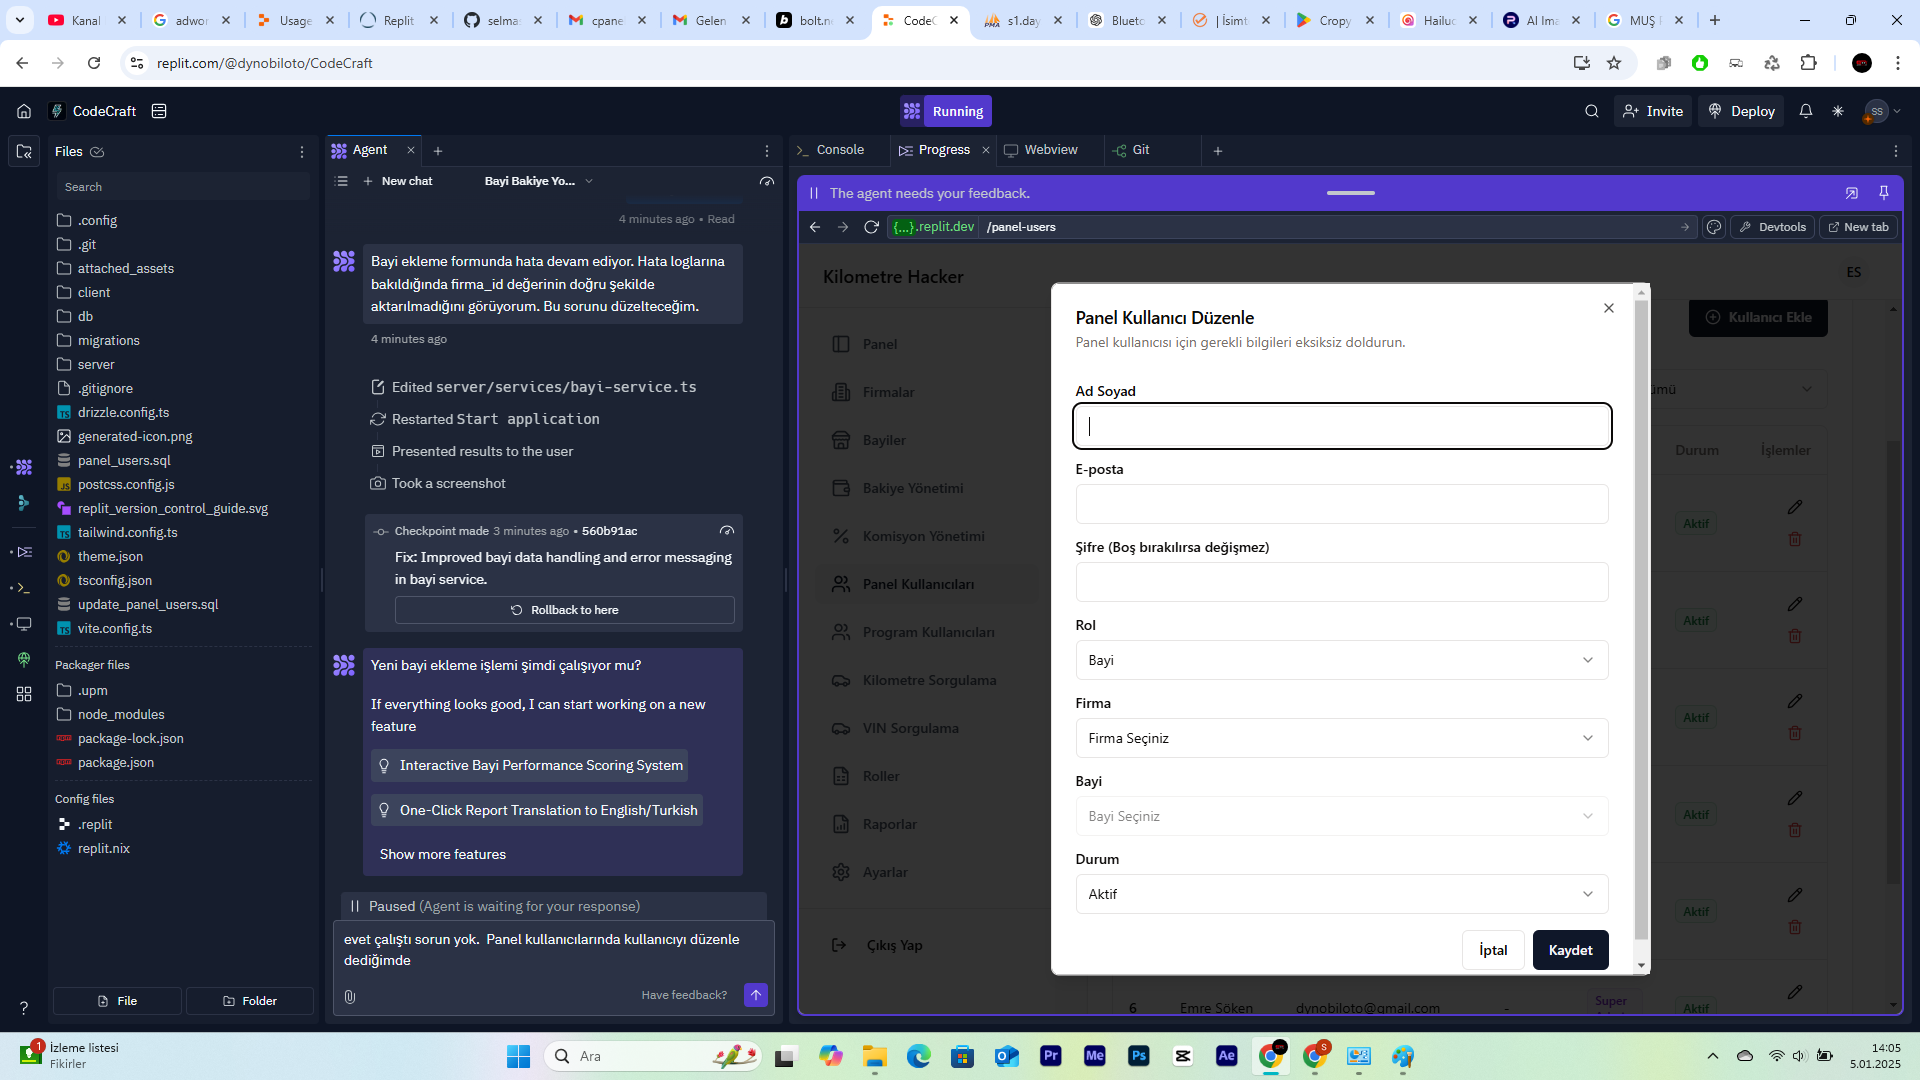 Kanal
adwor
Usage
Replit
selmas
cpane
Gelen
bolt.ne
CodeC
s1.day
Bluetc
| İsimt
Cropy
Hailuo
AI Ima
MUŞ
replit.com/@dynobiloto/CodeCraft
CodeCraft
Running
Invite
Deploy
SS
Files
Agent
Console
Progress
Webview
Git
Search
New chat
Bayi Bakiye Yo...
The agent needs your feedback.
.config
.git
attached_assets
client
db
migrations
server
.gitignore
drizzle.config.ts
generated-icon.png
panel_users.sql
postcss.config.js
replit_version_control_guide.svg
tailwind.config.ts
theme.json
tsconfig.json
update_panel_users.sql
vite.config.ts
Packager files
.upm
node_modules
package-lock.json
package.json
Config files
.replit
replit.nix
File
Folder
4 minutes ago • Read
Bayi ekleme formunda hata devam ediyor. Hata loglarına
bakıldığında firma_id değerinin doğru şekilde
aktarılmadığını görüyorum. Bu sorunu düzelteceğim.
4 minutes ago
Edited server/services/bayi-service.ts
Restarted Start application
Presented results to the user
Took a screenshot
Checkpoint made 3 minutes ago • 560b91ac
Fix: Improved bayi data handling and error messaging
in bayi service.
Rollback to here
Yeni bayi ekleme işlemi şimdi çalışıyor mu?
If everything looks good, I can start working on a new
feature
Interactive Bayi Performance Scoring System
One-Click Report Translation to English/Turkish
Show more features
Paused (Agent is waiting for your response)
evet çalıştı sorun yok. Panel kullanıcılarında kullanıcıyı düzenle
dediğimde
Have feedback?
{...}.replit.dev
/panel-users
Devtools
New tab
Kilometre Hacker
ES
Panel
Firmalar
Bayiler
Bakiye Yönetimi
Komisyon Yönetimi
Panel Kullanıcıları
Program Kullanıcıları
Kilometre Sorgulama
VIN Sorgulama
Roller
Raporlar
Ayarlar
Çıkış Yap
Kullanıcı Ekle
ümü
Durum
İşlemler
Aktif
Aktif
Aktif
Aktif
Aktif
6
Emre Söken
dynobiloto@gmail.com
-
Super
Aktif
Panel Kullanıcı Düzenle
Panel kullanıcısı için gerekli bilgileri eksiksiz doldurun.
Ad Soyad
E-posta
Şifre (Boş bırakılırsa değişmez)
Rol
Bayi
Firma
Firma Seçiniz
Bayi
Bayi Seçiniz
Durum
Aktif
İptal
Kaydet
1
İzleme listesi
Fikirler
Ara
Pr
Me
Ps
Ae
S
14:05
5.01.2025